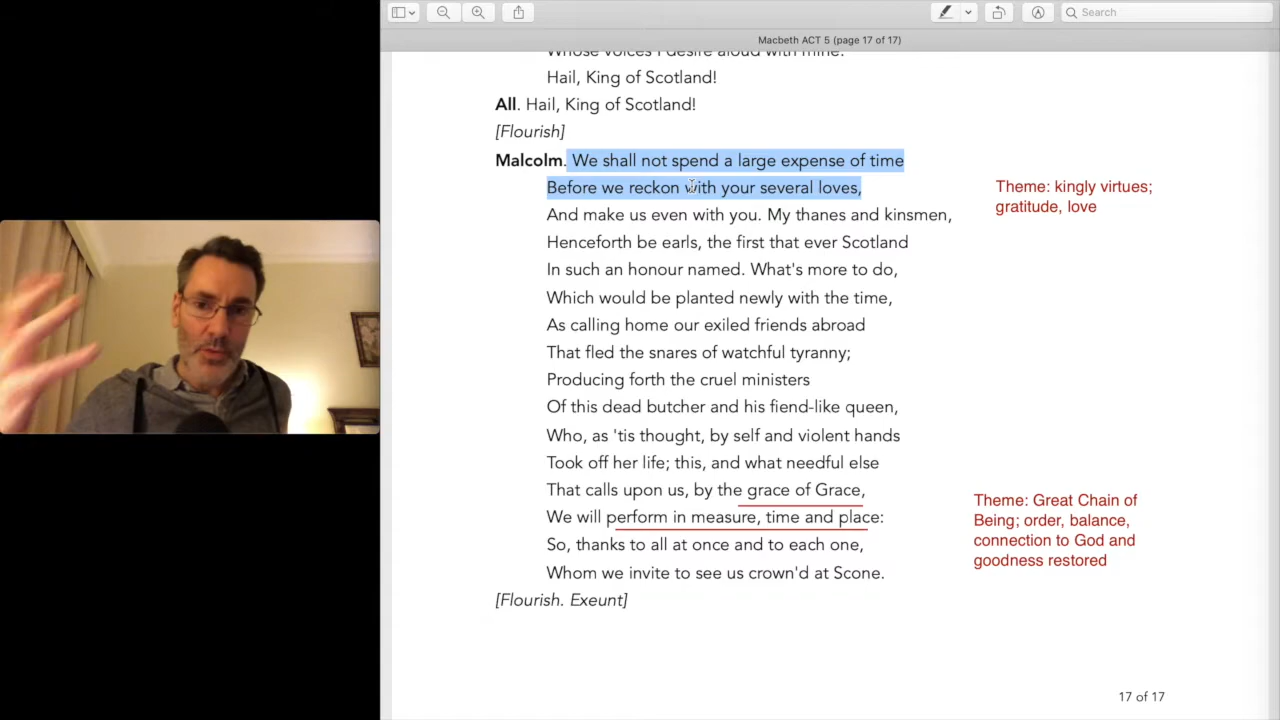 Search
Macbeth ACT 5 (page 17 of 17)
Whose voices I desire aloud with mine:
Hail, King of Scotland!
All. Hail, King of Scotland!
[Flourish]
Malcolm. We shall not spend a large expense of time
Before we reckon with your several loves,
And make us even with you. My thanes and kinsmen,
Henceforth be earls, the first that ever Scotland
In such an honour named. What's more to do,
Which would be planted newly with the time,
As calling home our exiled friends abroad
That fled the snares of watchful tyranny;
Producing forth the cruel ministers
Of this dead butcher and his fiend-like queen,
Who, as 'tis thought, by self and violent hands
Took off her life; this, and what needful else
That calls upon us, by the grace of Grace,
We will perform in measure, time and place:
So, thanks to all at once and to each one,
Whom we invite to see us crown'd at Scone.
[Flourish. Exeunt]
Theme: kingly virtues;
gratitude, love
Theme: Great Chain of
Being; order, balance,
connection to God and
goodness restored
17 of 17